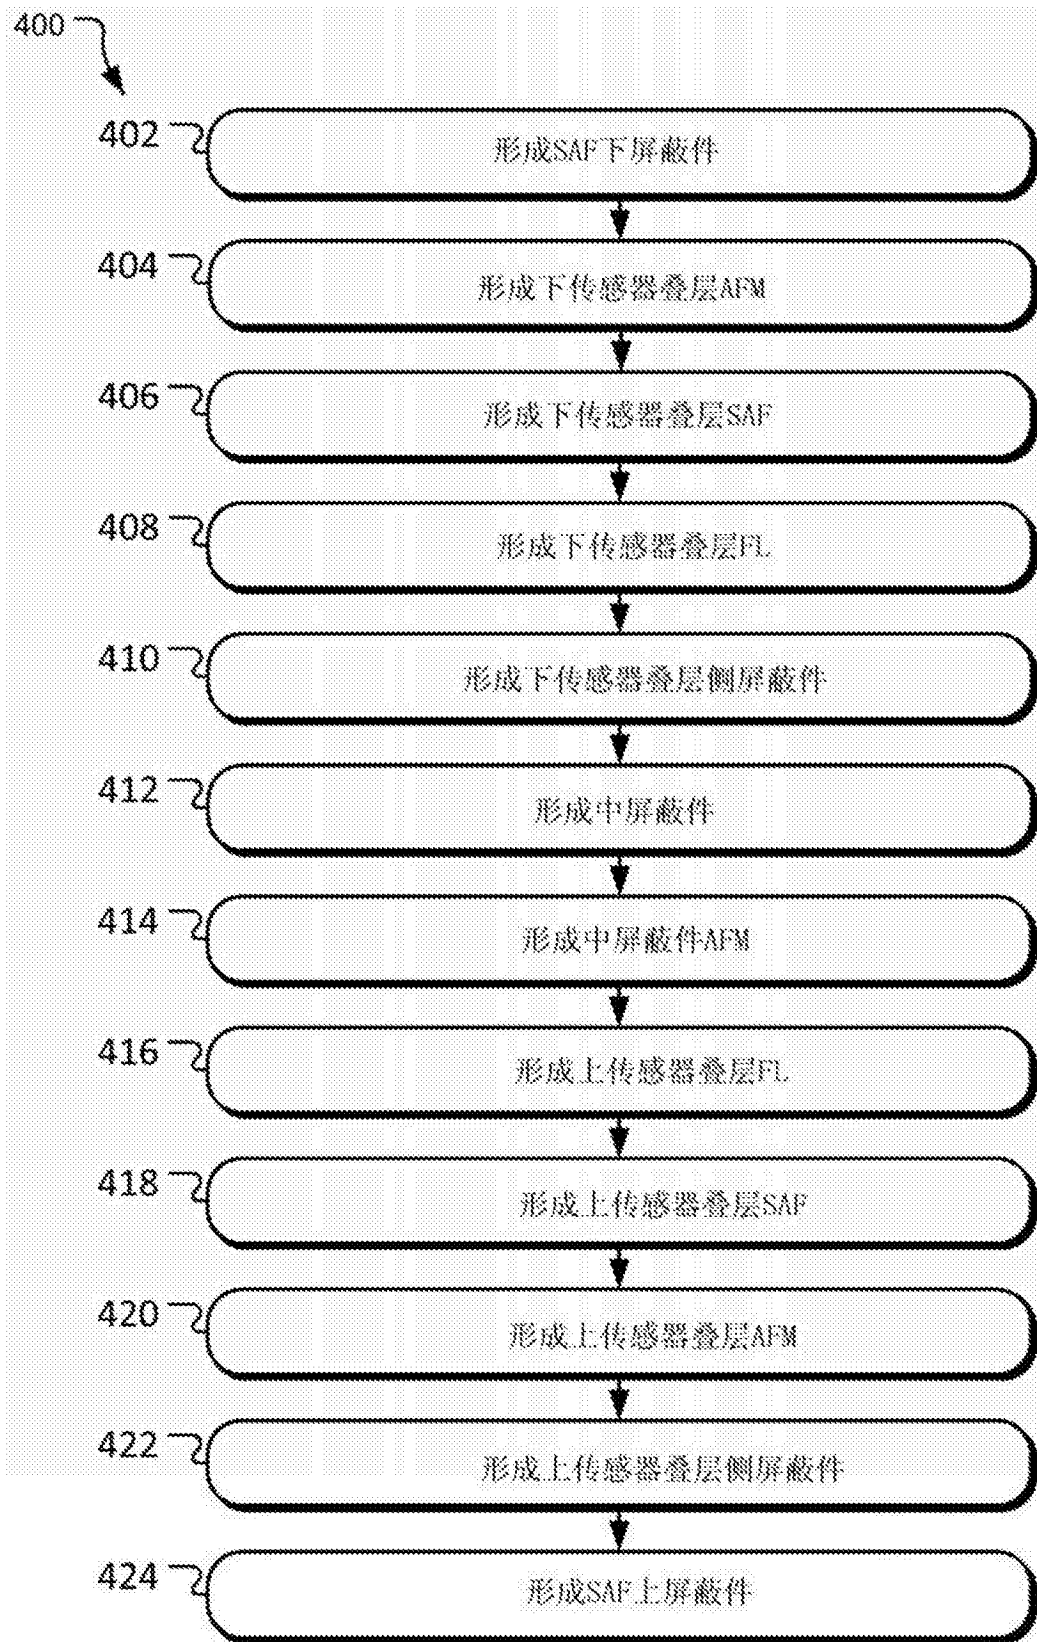 400
402
形成SAF下屏蔽件
404
形成下传感器叠层AFM
406
形成下传感器叠层SAF
408
形成下传感器叠层FL
410
形成下传感器叠层侧屏蔽件
412
形成中屏蔽件
414
形成中屏蔽件AFM
416
形成上传感器叠层FL
418
形成上传感器叠层SAF
420
形成上传感器叠层AFM
422
形成上传感器叠层侧屏蔽件
424
形成SAF上屏蔽件